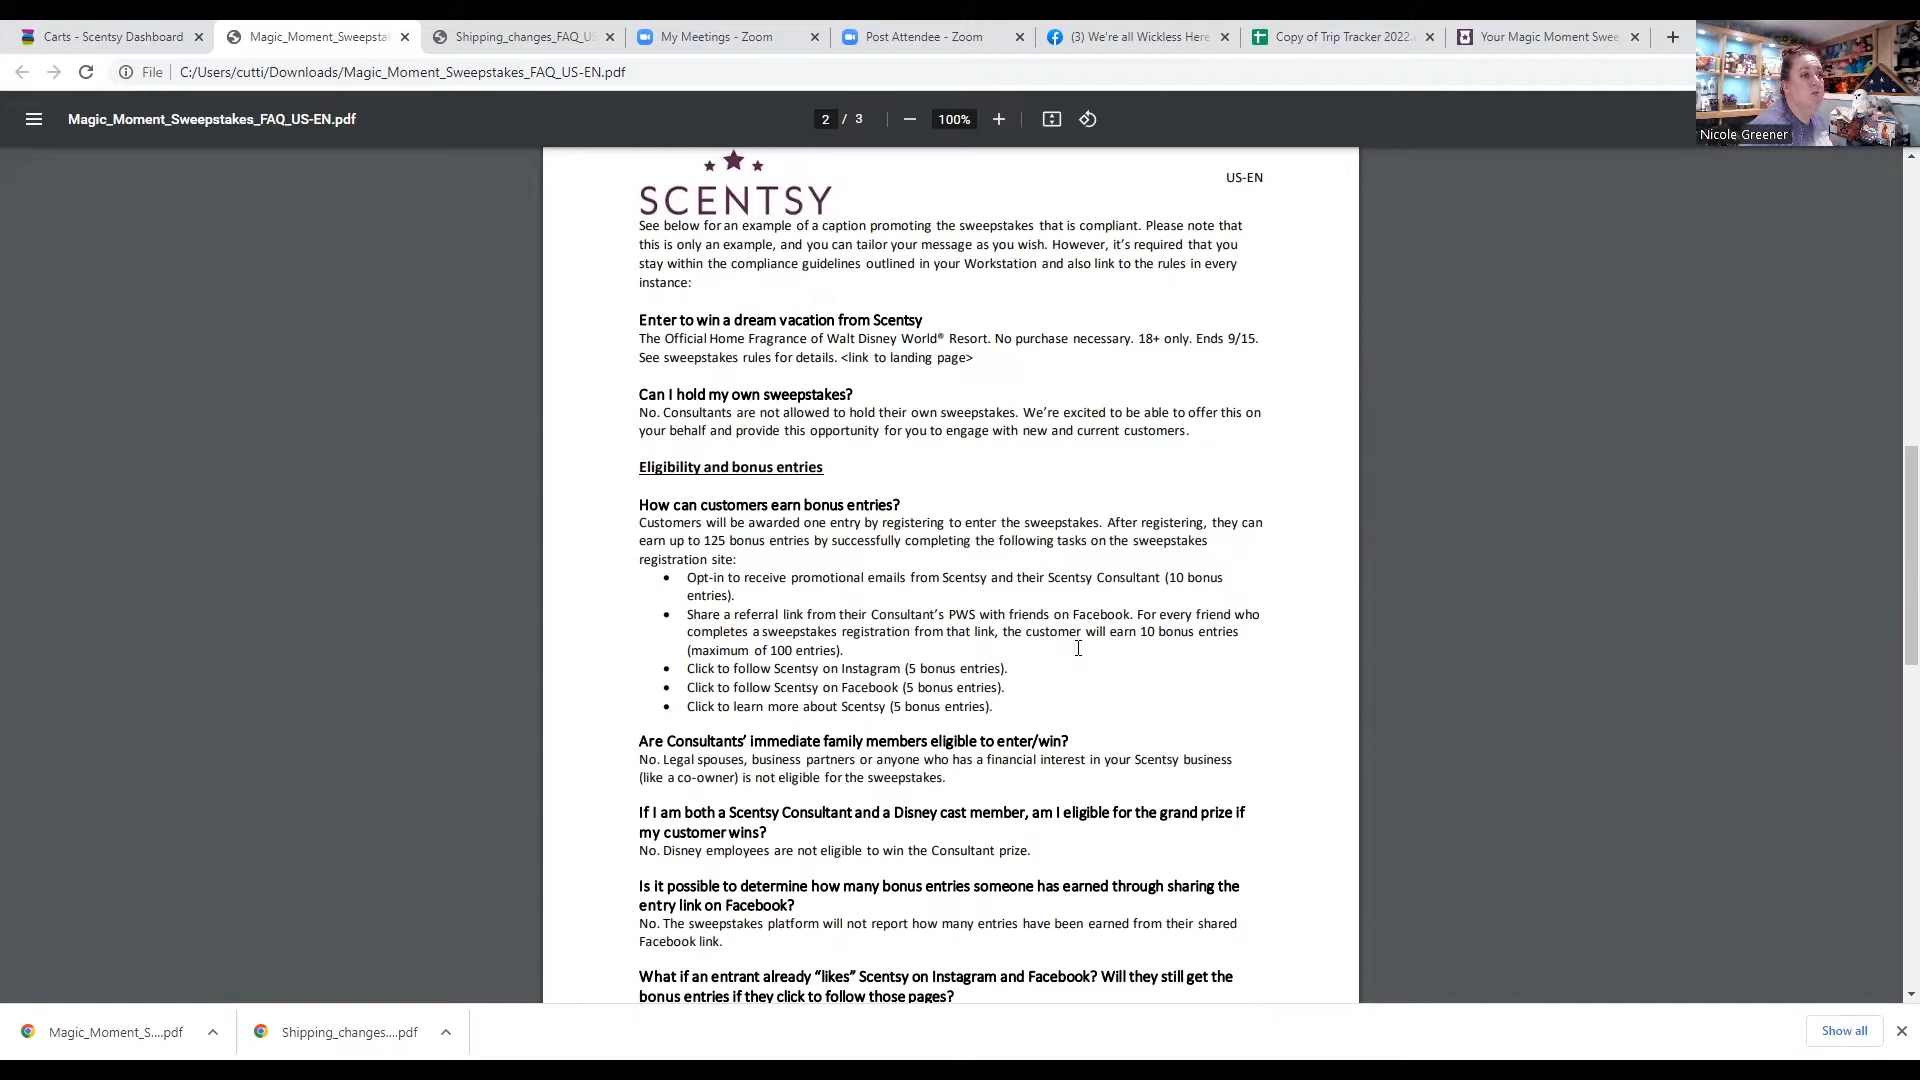 Carts - Scentsy Dashboard
Magic_Moment_Sweepsta
Shipping_changes_FAQ_US
My Meetings - Zoom
Post Attendee - Zoom
(3) We're all Wickless Here
Copy of Trip Tracker 2022
Your Magic Moment Swee
File
C:/Users/cutti/Downloads/Magic_Moment_Sweepstakes_FAQ_US-EN.pdf
Magic_Moment_Sweepstakes_FAQ_US-EN.pdf
2 / 3
100%
Nicole Greener
SCENTSY
US-EN
See below for an example of a caption promoting the sweepstakes that is compliant. Please note that
this is only an example, and you can tailor your message as you wish. However, it's required that you
stay within the compliance guidelines outlined in your Workstation and also link to the rules in every
instance:
Enter to win a dream vacation from Scentsy
The Official Home Fragrance of Walt Disney World® Resort. No purchase necessary. 18+ only. Ends 9/15.
See sweepstakes rules for details. <link to landing page>
Can I hold my own sweepstakes?
No. Consultants are not allowed to hold their own sweepstakes. We're excited to be able to offer this on
your behalf and provide this opportunity for you to engage with new and current customers.
Eligibility and bonus entries
How can customers earn bonus entries?
Customers will be awarded one entry by registering to enter the sweepstakes. After registering, they can
earn up to 125 bonus entries by successfully completing the following tasks on the sweepstakes
registration site:
• Opt-in to receive promotional emails from Scentsy and their Scentsy Consultant (10 bonus
entries).
• Share a referral link from their Consultant's PWS with friends on Facebook. For every friend who
completes a sweepstakes registration from that link, the customer will earn 10 bonus entries
(maximum of 100 entries).
• Click to follow Scentsy on Instagram (5 bonus entries).
• Click to follow Scentsy on Facebook (5 bonus entries).
• Click to learn more about Scentsy (5 bonus entries).
Are Consultants' immediate family members eligible to enter/win?
No. Legal spouses, business partners or anyone who has a financial interest in your Scentsy business
(like a co-owner) is not eligible for the sweepstakes.
If I am both a Scentsy Consultant and a Disney cast member, am I eligible for the grand prize if
my customer wins?
No. Disney employees are not eligible to win the Consultant prize.
Is it possible to determine how many bonus entries someone has earned through sharing the
entry link on Facebook?
No. The sweepstakes platform will not report how many entries have been earned from their shared
Facebook link.
What if an entrant already “likes” Scentsy on Instagram and Facebook? Will they still get the
bonus entries if they click to follow those pages?
Magic_Moment_S....pdf
Shipping_changes....pdf
Show all